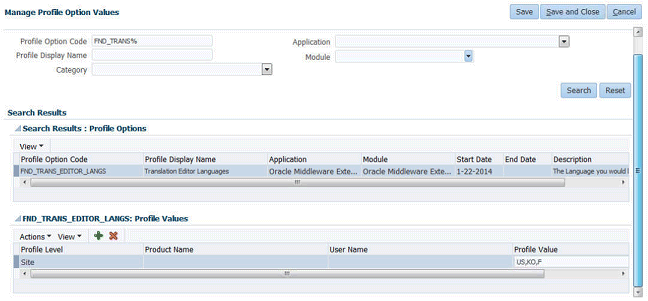 Manage Profile Option Values
Save Save and Close Cancel
Profile Option Code FND_TRANS% Application
Profile Display Name Module
Category
Search Reset
Search Results
Search Results : Profile Options
View
Profile Option Code Profile Display Name Application Module Start Date End Date Description
FND_TRANS_EDITOR_LANGS Translation Editor Languages Oracle Middleware Exte... Oracle Middleware Exte... 1-22-2014 The Language you would l
FND_TRANS_EDITOR_LANGS: Profile Values
Actions View
Profile Level Product Name User Name Profile Value
Site US,KO,F